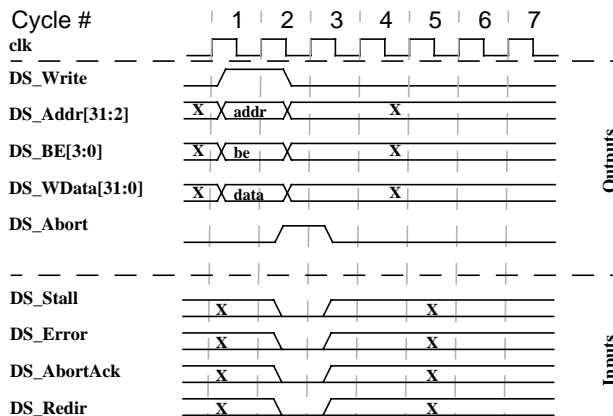 Cycle # 1 2 3 4 5 6 7
clk
DS_Write
DS_Addr[31:2] X addr X
DS_BE[3:0] X be X
DS_WData[31:0] X data X
DS_Abort
Outputs
DS_Stall X X
DS_Error X X
DS_AbortAck X X
DS_Redir X X
Inputs